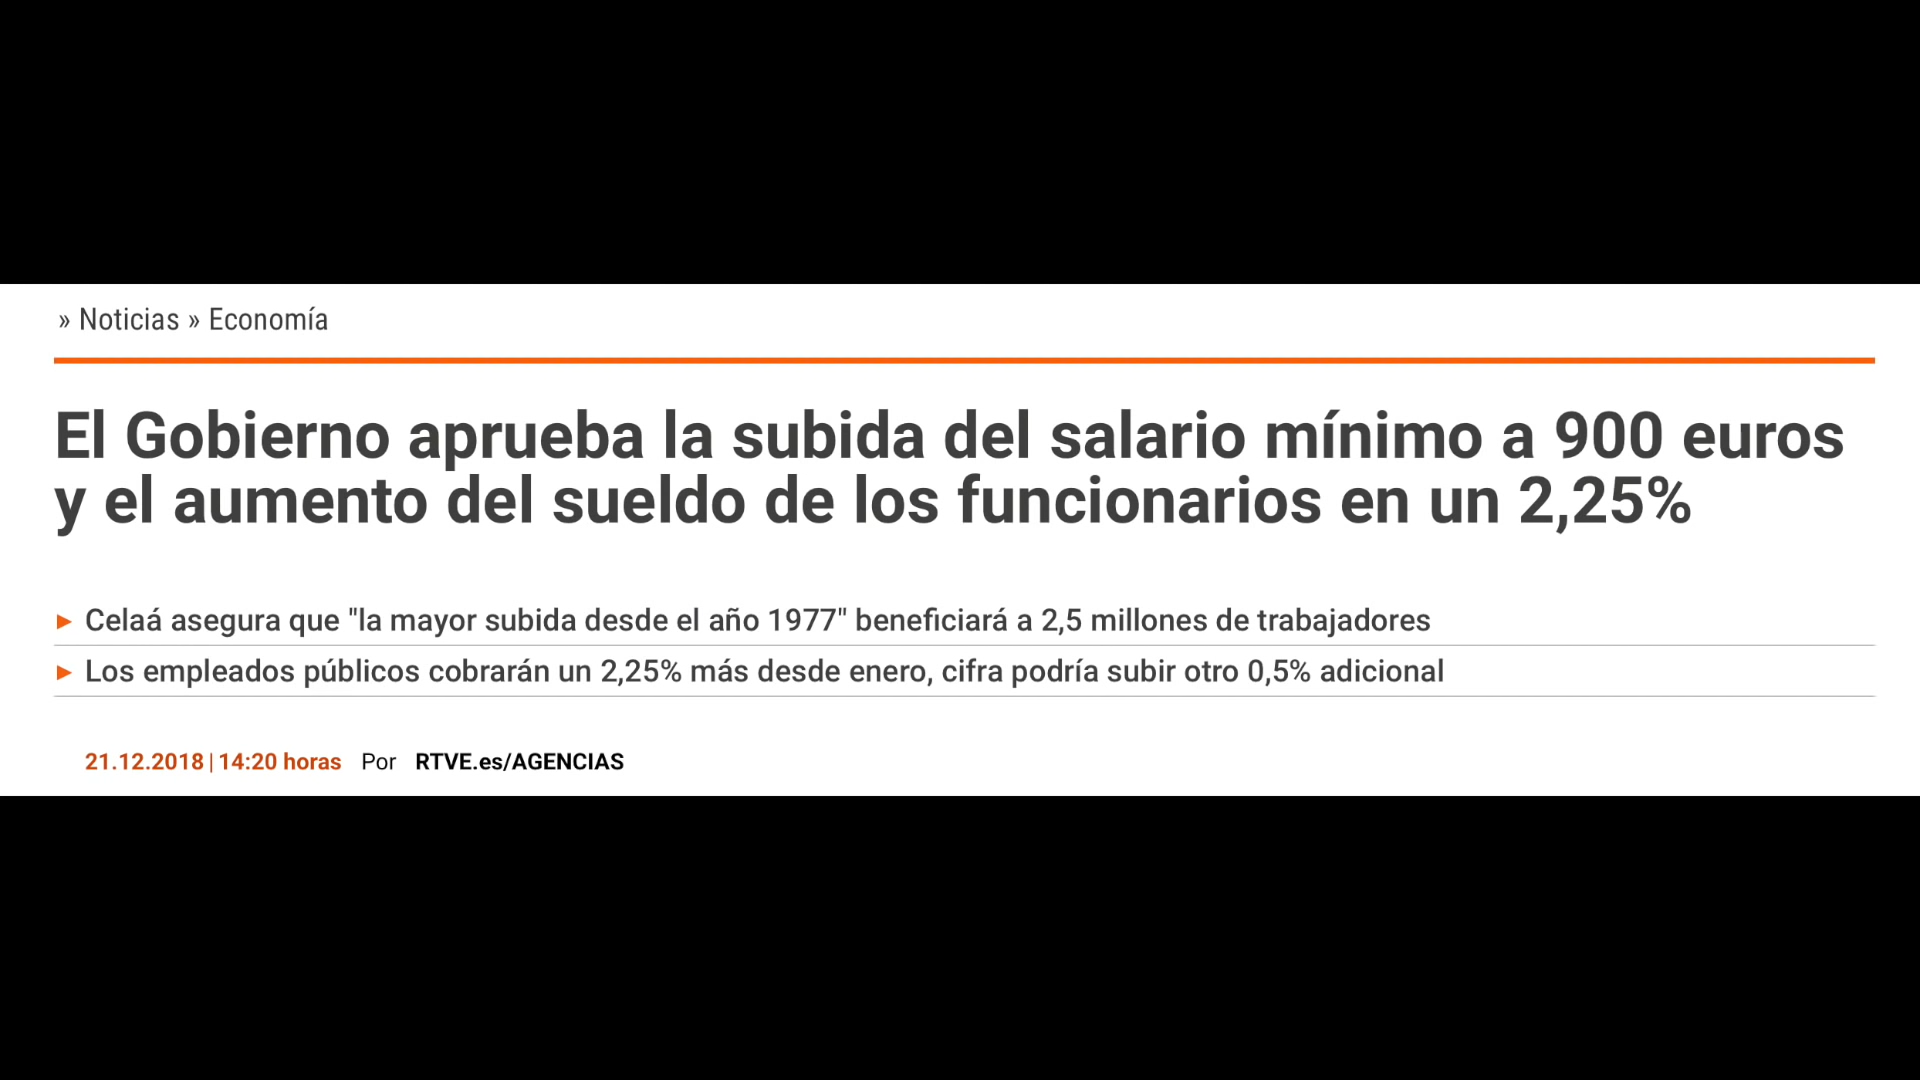 » Noticias » Economía
El Gobierno aprueba la subida del salario mínimo a 900 euros
y el aumento del sueldo de los funcionarios en un 2,25%
► Celaá asegura que "la mayor subida desde el año 1977" beneficiará a 2,5 millones de trabajadores
► Los empleados públicos cobrarán un 2,25% más desde enero, cifra podría subir otro 0,5% adicional
21.12.2018 | 14:20 horas Por RTVE.es/AGENCIAS